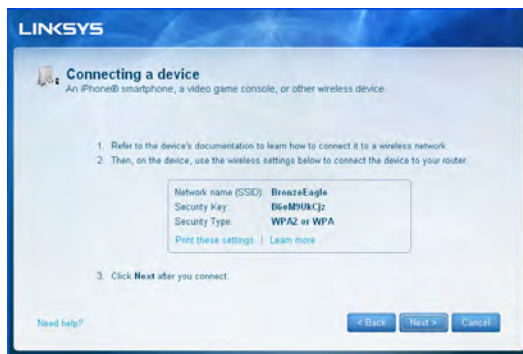 LINKSYS
Connecting a device
An iPhone® smartphone, a video game console, or other wireless device.
1. Refer to the device's documentation to learn how to connect it to a wireless network.
2. Then, on the device, use the wireless settings below to connect the device to your router.
Network name (SSID): BronzeEagle
Security Key: B6eM9UkCjz
Security Type: WPA2 or WPA
Print these settings | Learn more
3. Click Next after you connect.
Need help?
< Back Next > Cancel